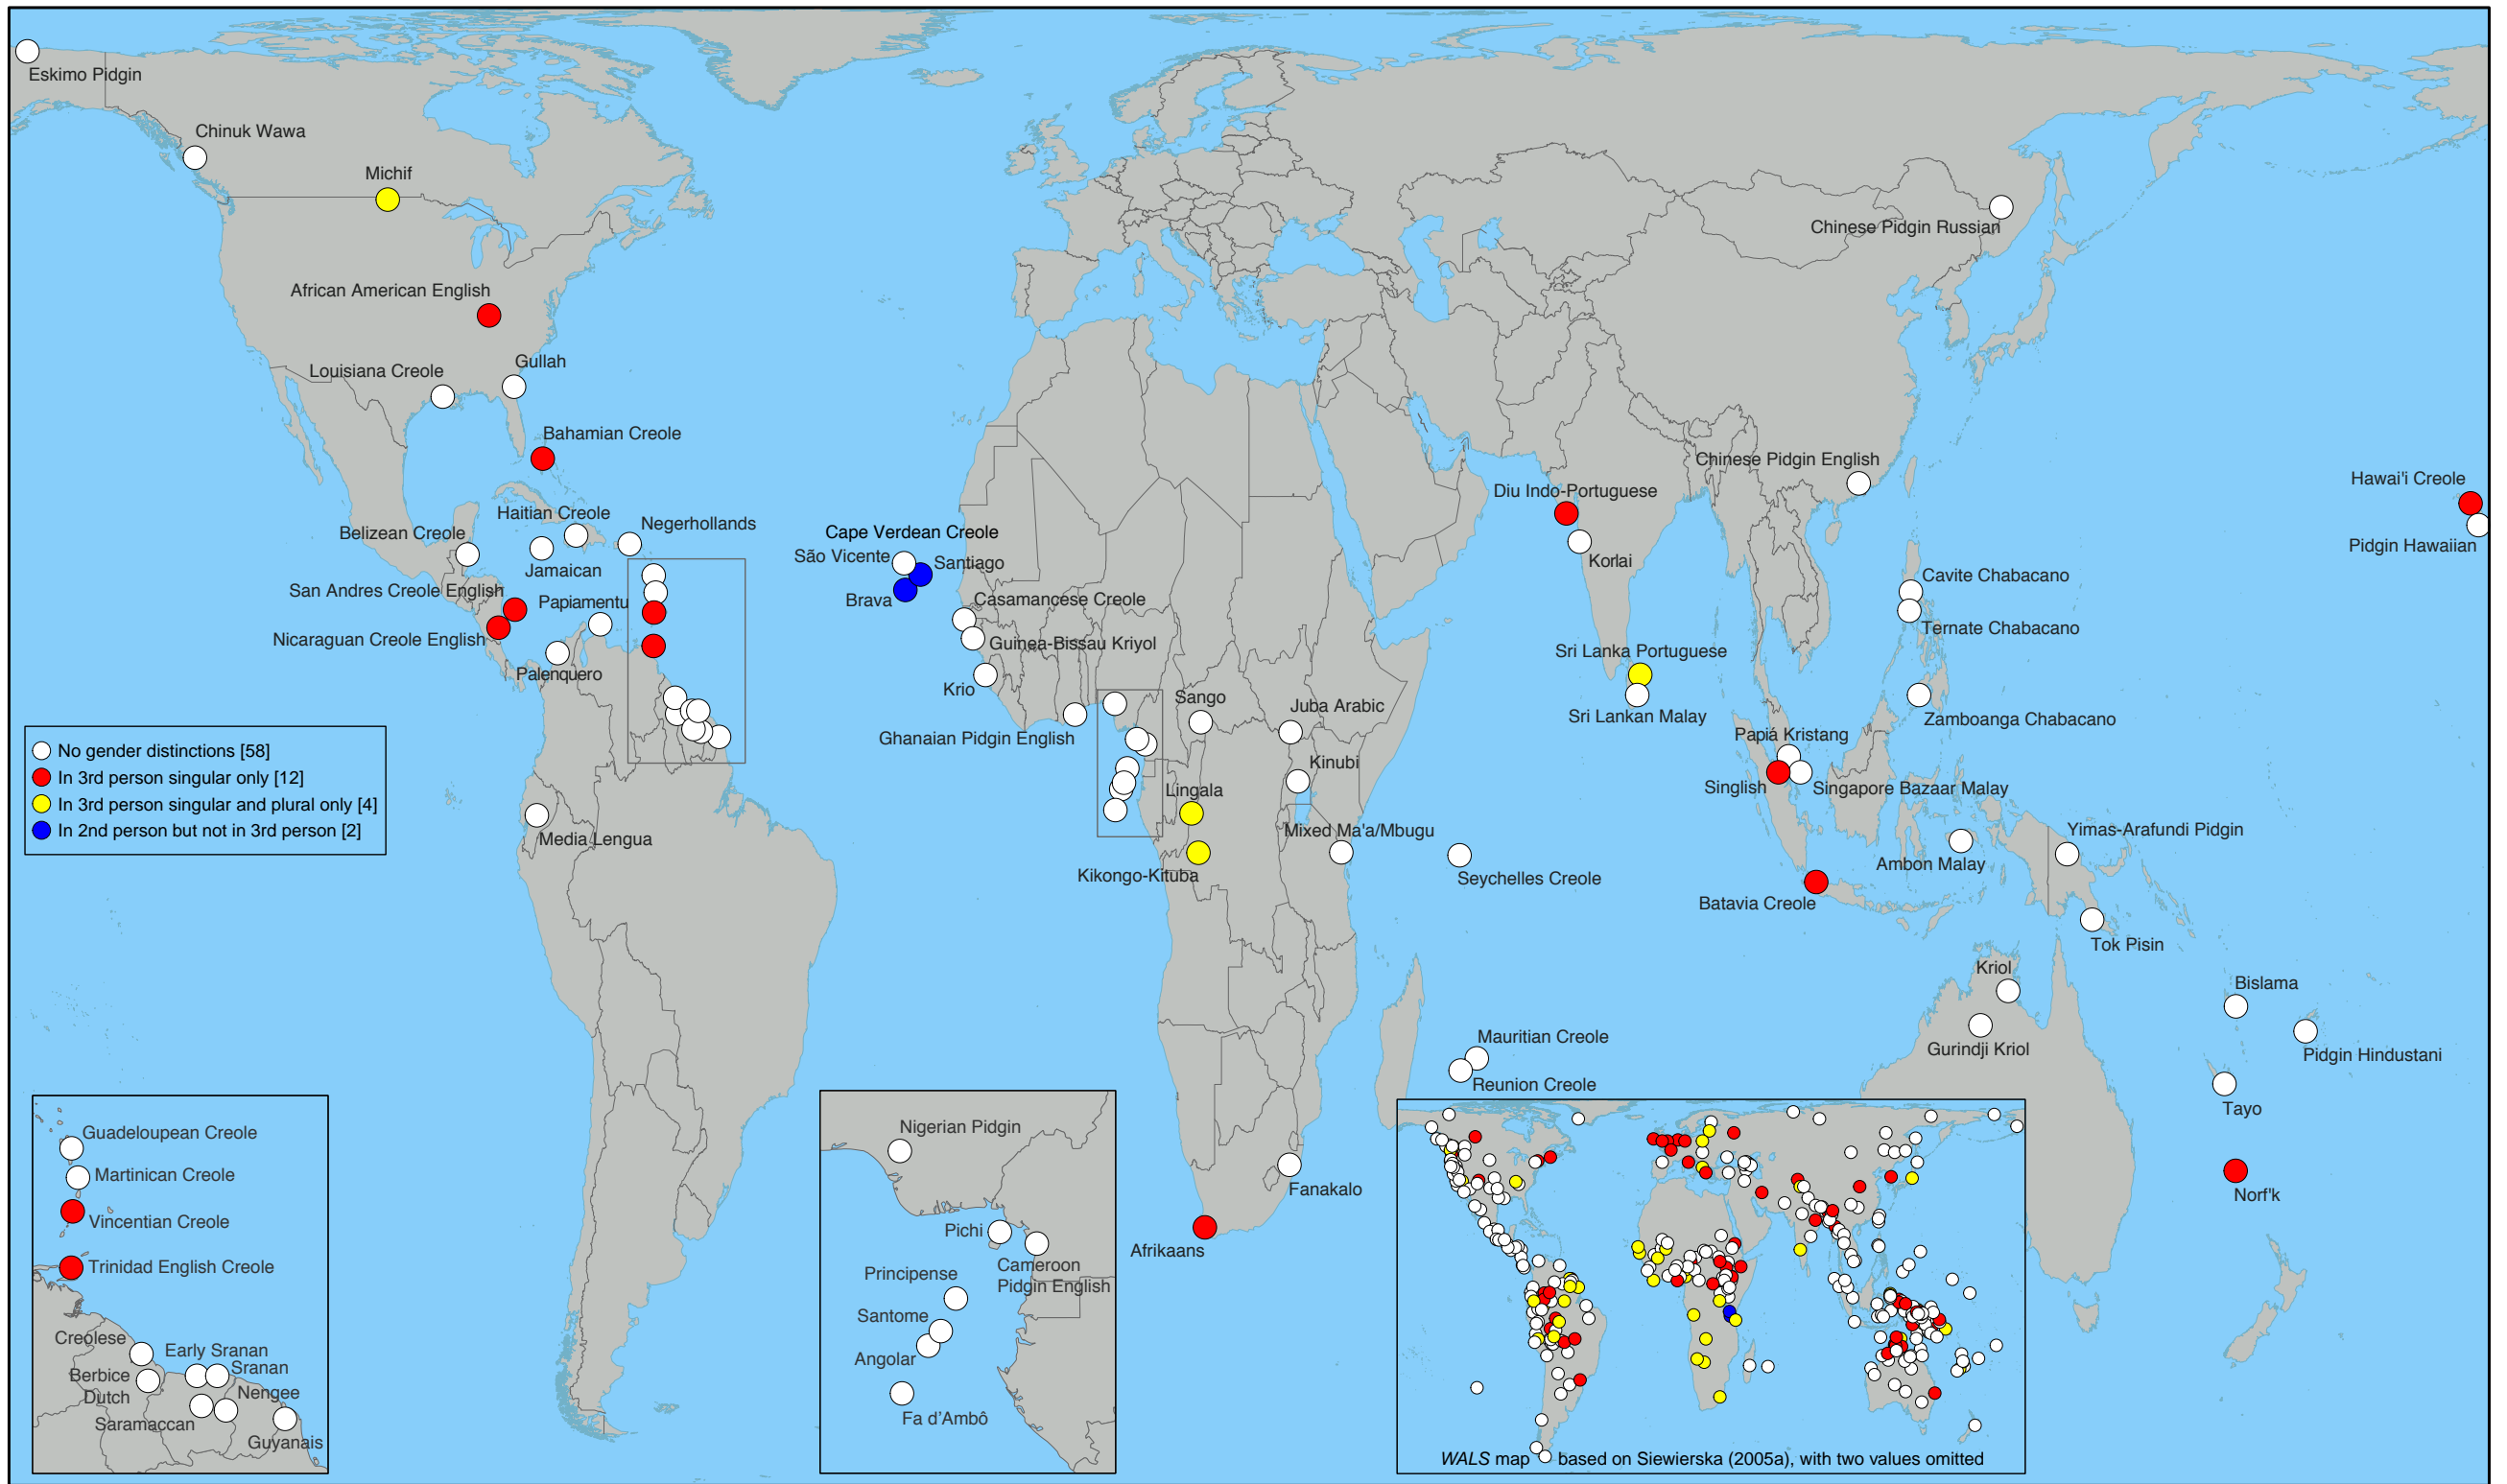 Eskimo Pidgin
Chinuk Wawa
Michif
Chinese Pidgin Russian
African American English
Gullah
Louisiana Creole
Bahamian Creole
Chinese Pidgin English
Hawai'i Creole
Diu Indo-Portuguese
Haitian Creole
Negerhollands
Belizean Creole
Cape Verdean Creole
São Vicente
Santiago
Pidgin Hawaiian
Korlai
Jamaican
Cavite Chabacano
San Andres Creole English
Papiamentu
Brava
Casamancese Creole
Ternate Chabacano
Nicaraguan Creole English
Guinea-Bissau Kriyol
Sri Lanka Portuguese
Palenquero
Krio
Sango
Juba Arabic
Sri Lankan Malay
Zamboanga Chabacano
Ghanaian Pidgin English
Papiá Kristang
No gender distinctions [58]
In 3rd person singular only [12]
In 3rd person singular and plural only [4]
In 2nd person but not in 3rd person [2]
Kinubi
Lingala
Singlish
Singapore Bazaar Malay
Media Lengua
Mixed Ma'a/Mbugu
Yimas-Arafundi Pidgin
Ambon Malay
Kikongo-Kituba
Seychelles Creole
Batavia Creole
Tok Pisin
Kriol
Bislama
Mauritian Creole
Gurindji Kriol
Pidgin Hindustani
Reunion Creole
Tayo
Fanakalo
Norf'k
Afrikaans
Guadeloupean Creole
Martinican Creole
Vincentian Creole
Trinidad English Creole
Creolese
Early Sranan
Sranan
Berbice
Dutch
Nengee
Saramaccan
Guyanais
Nigerian Pidgin
Pichi
Cameroon
Pidgin English
Principense
Santome
Angolar
Fa d'Ambô
WALS map based on Siewierska (2005a), with two values omitted